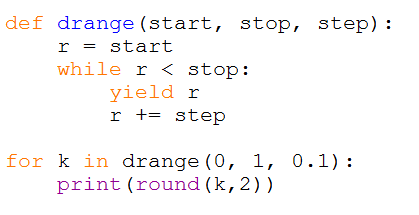 def drange(start, stop, step):
    r = start
    while r < stop:
        yield r
        r += step

for k in drange(0, 1, 0.1):
    print(round(k,2))